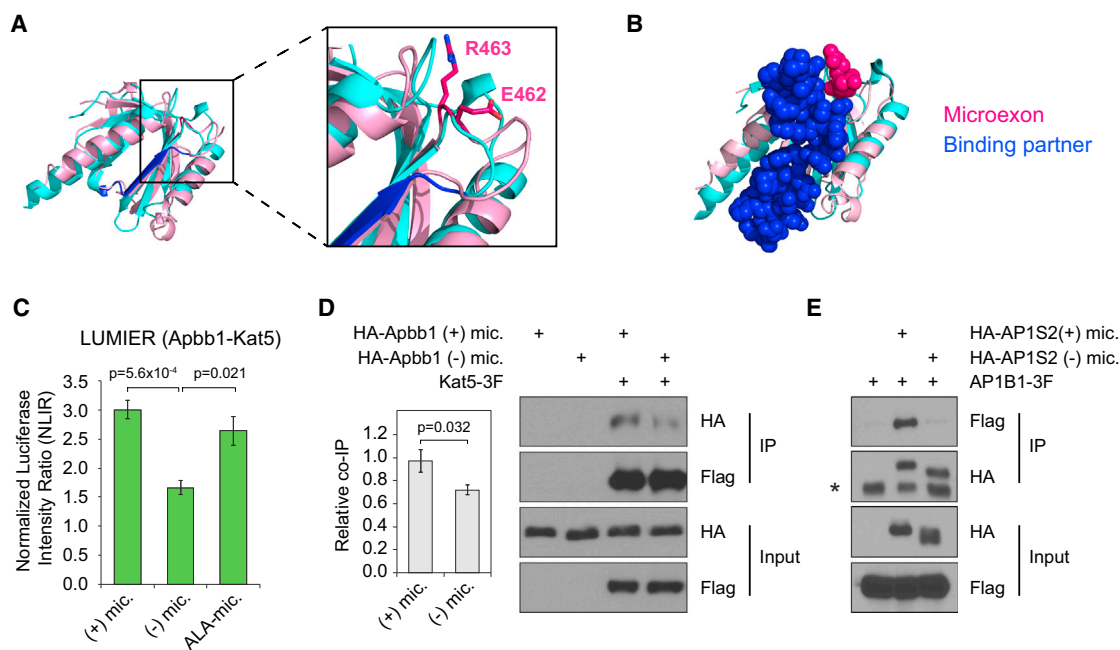 A
R463
E462
B
Microexon
Binding partner
C
LUMIER (Apbb1-Kat5)
p=5.6x10-4
p=0.021
Normalized Luciferase
Intensity Ratio (NLIR)
3.5
3.0
2.5
2.0
1.5
1.0
0.5
0.0
(+) mic.
(-) mic.
ALA-mic.
D
HA-Apbb1 (+) mic.
+
+
HA-Apbb1 (-) mic.
+
+
Kat5-3F
+
+
p=0.032
Relative co-IP
1.2
1.0
0.8
0.6
0.4
0.2
0.0
(+) mic.
(-) mic.
HA
Flag
IP
HA
Flag
Input
E
+
HA-AP1S2(+) mic.
+
HA-AP1S2 (-) mic.
+
+
+
AP1B1-3F
Flag
HA
IP
*
HA
Flag
Input